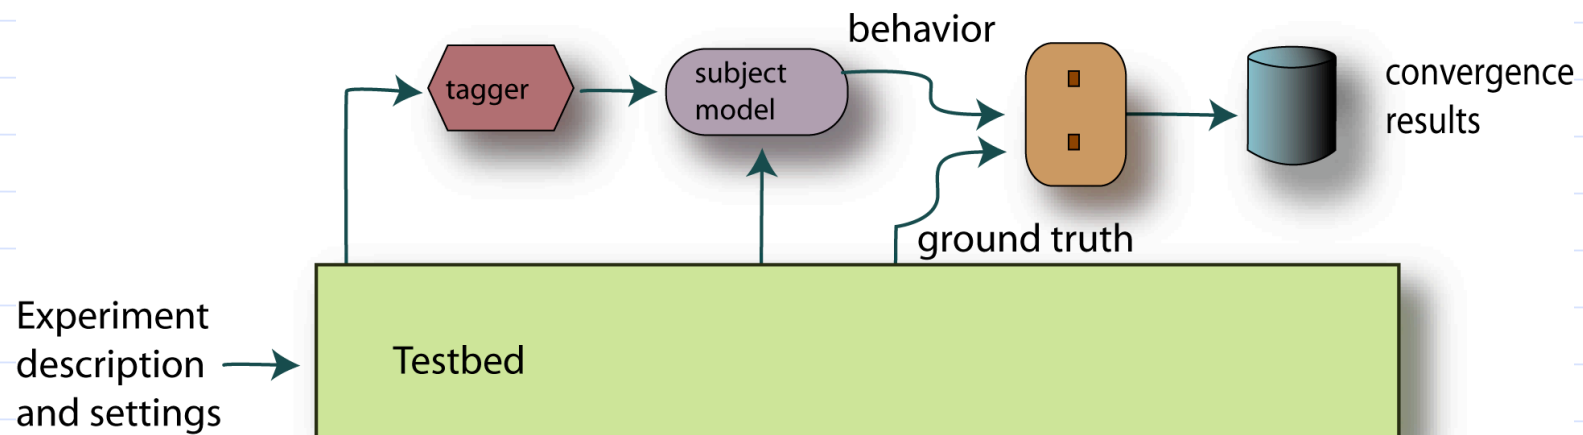 behavior
tagger
subject
model
convergence
results
ground truth
Experiment
description
and settings
Testbed